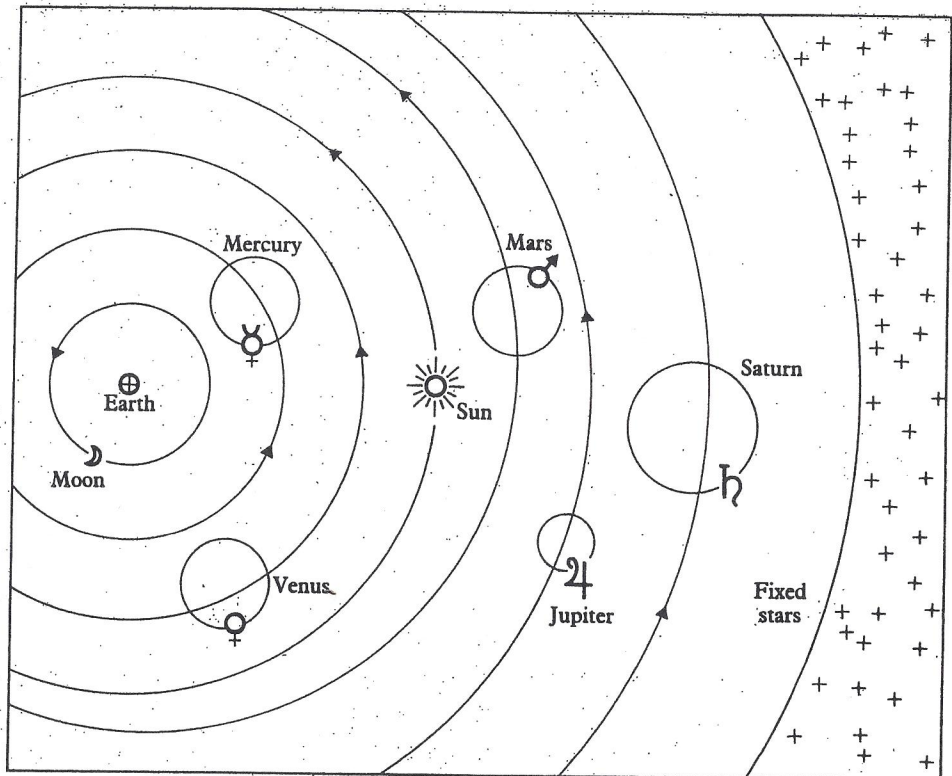 Mercury
Mars
Earth
Sun
Saturn
Moon
Venus
Jupiter
Fixed
stars